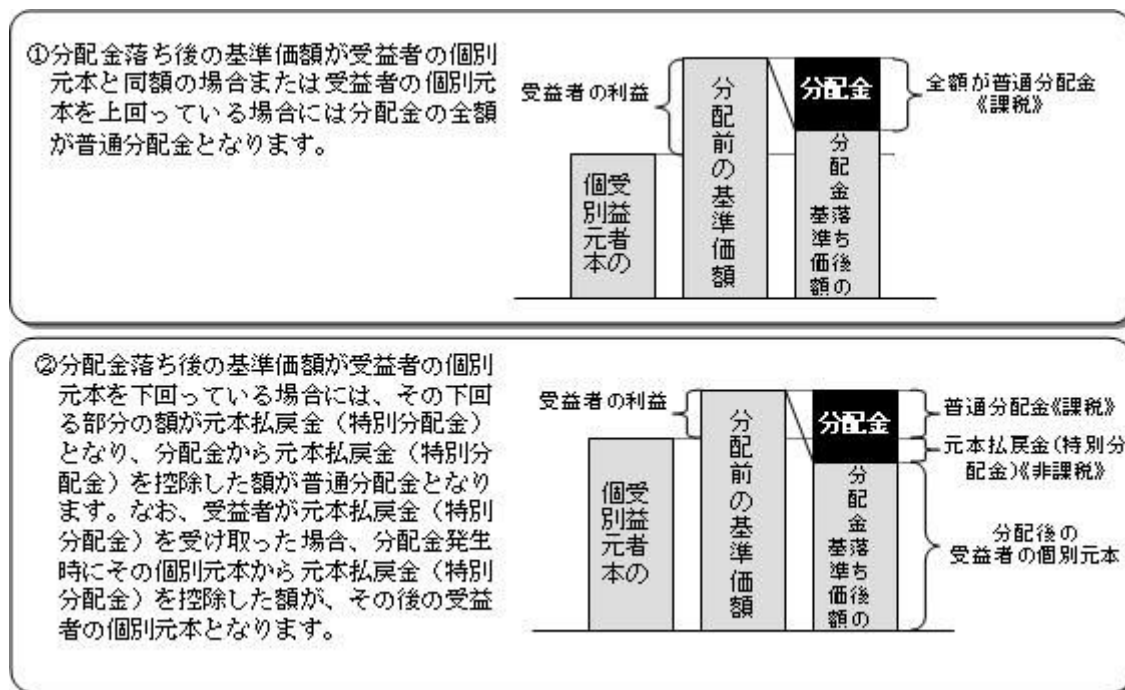 ①分配金落ち後の基準価額が受益者の個別
元本と同額の場合または受益者の個別元
本を上回っている場合には分配金の全額
が普通分配金となります。
受益者の利益
受益者の
個別元本
分配前の基準価額
分配金
分配金落ち後の
基準価額
全額が普通分配金
《課税》
②分配金落ち後の基準価額が受益者の個別
元本を下回っている場合には、その下回
る部分の額が元本払戻金（特別分配金）
となり、分配金から元本払戻金（特別分
配金）を控除した額が普通分配金となり
ます。なお、受益者が元本払戻金（特別
分配金）を受け取った場合、分配金発生
時にその個別元本から元本払戻金（特別
分配金）を控除した額が、その後の受益
者の個別元本となります。
受益者の利益
受益者の
個別元本
分配前の基準価額
分配金
分配金落ち後の
基準価額
普通分配金《課税》
元本払戻金（特別分
配金）《非課税》
分配後の
受益者の個別元本